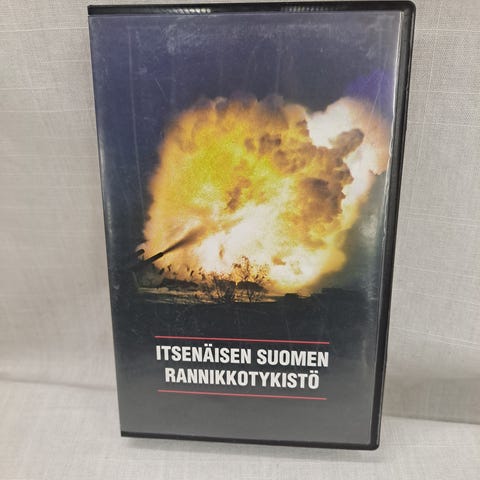 ITSENÄISEN SUOMEN
RANNIKKOTYKISTÖ